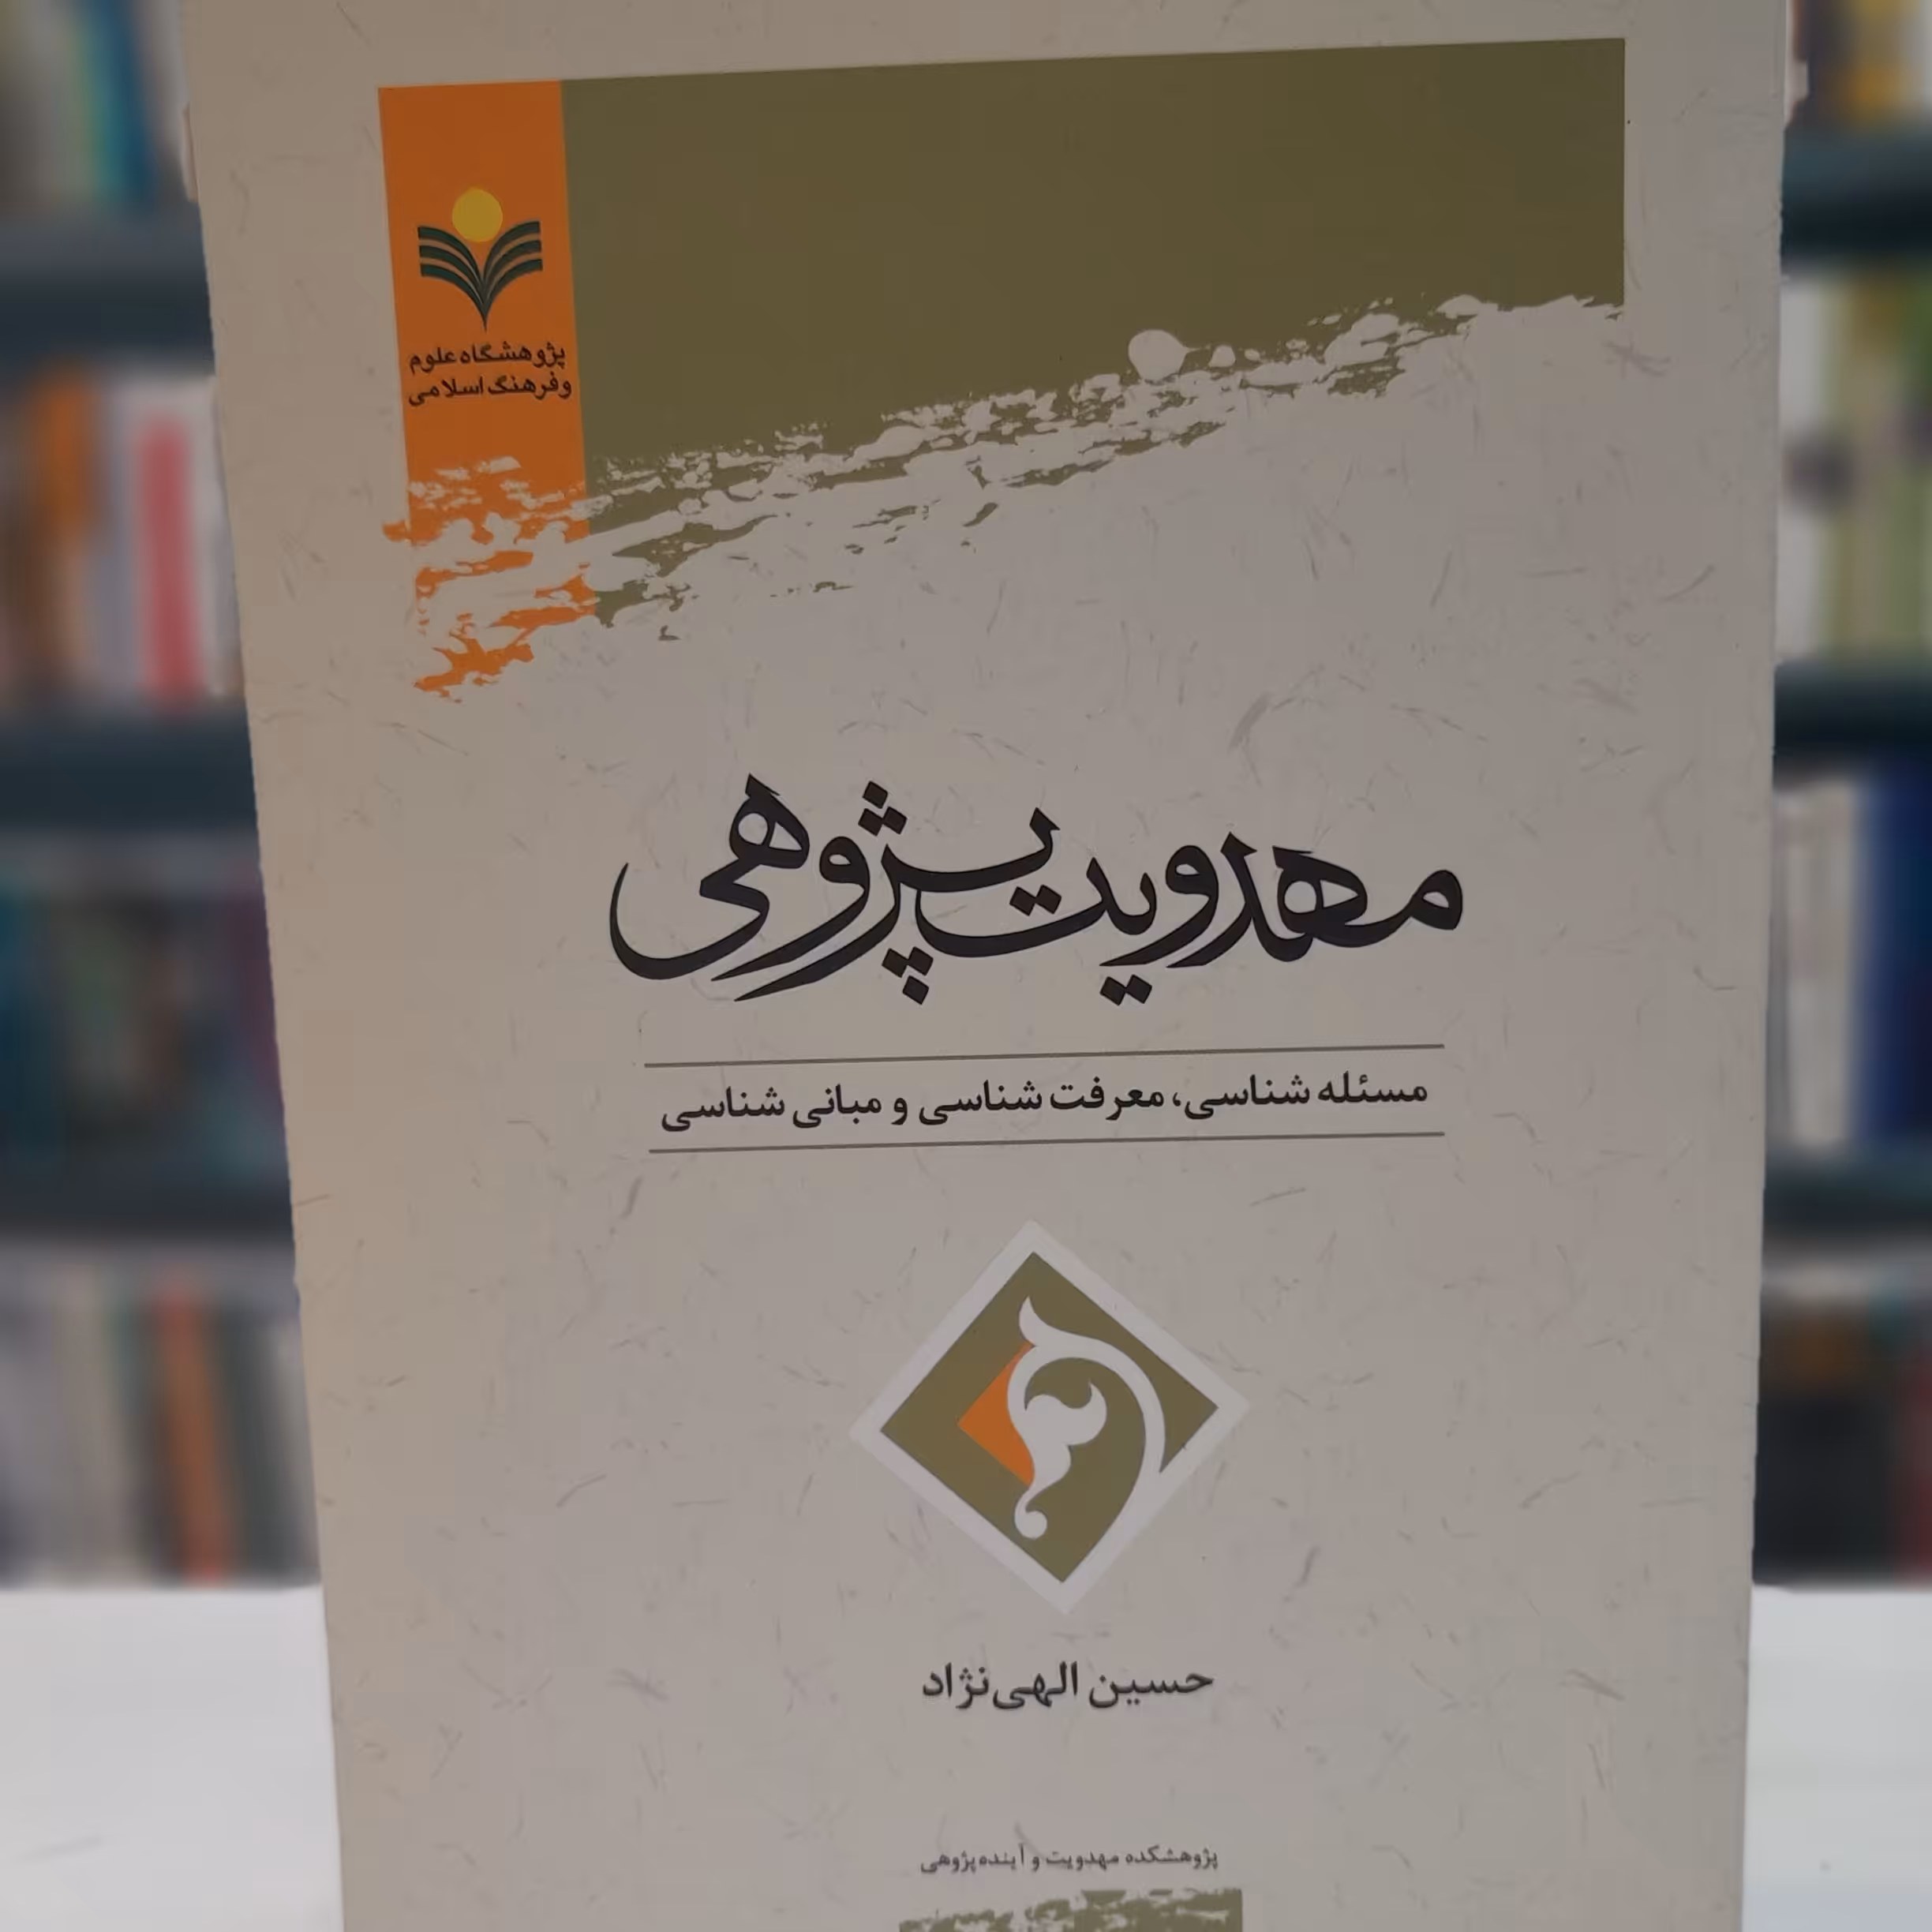 پژوهشگاه علوم
و فرهنگ اسلامی
مهدویت پژوهی
مسئله شناسی، معرفت شناسی و مبانی شناسی
حسین الهی‌نژاد
پژوهشکده مهدویت و آینده‌پژوهی